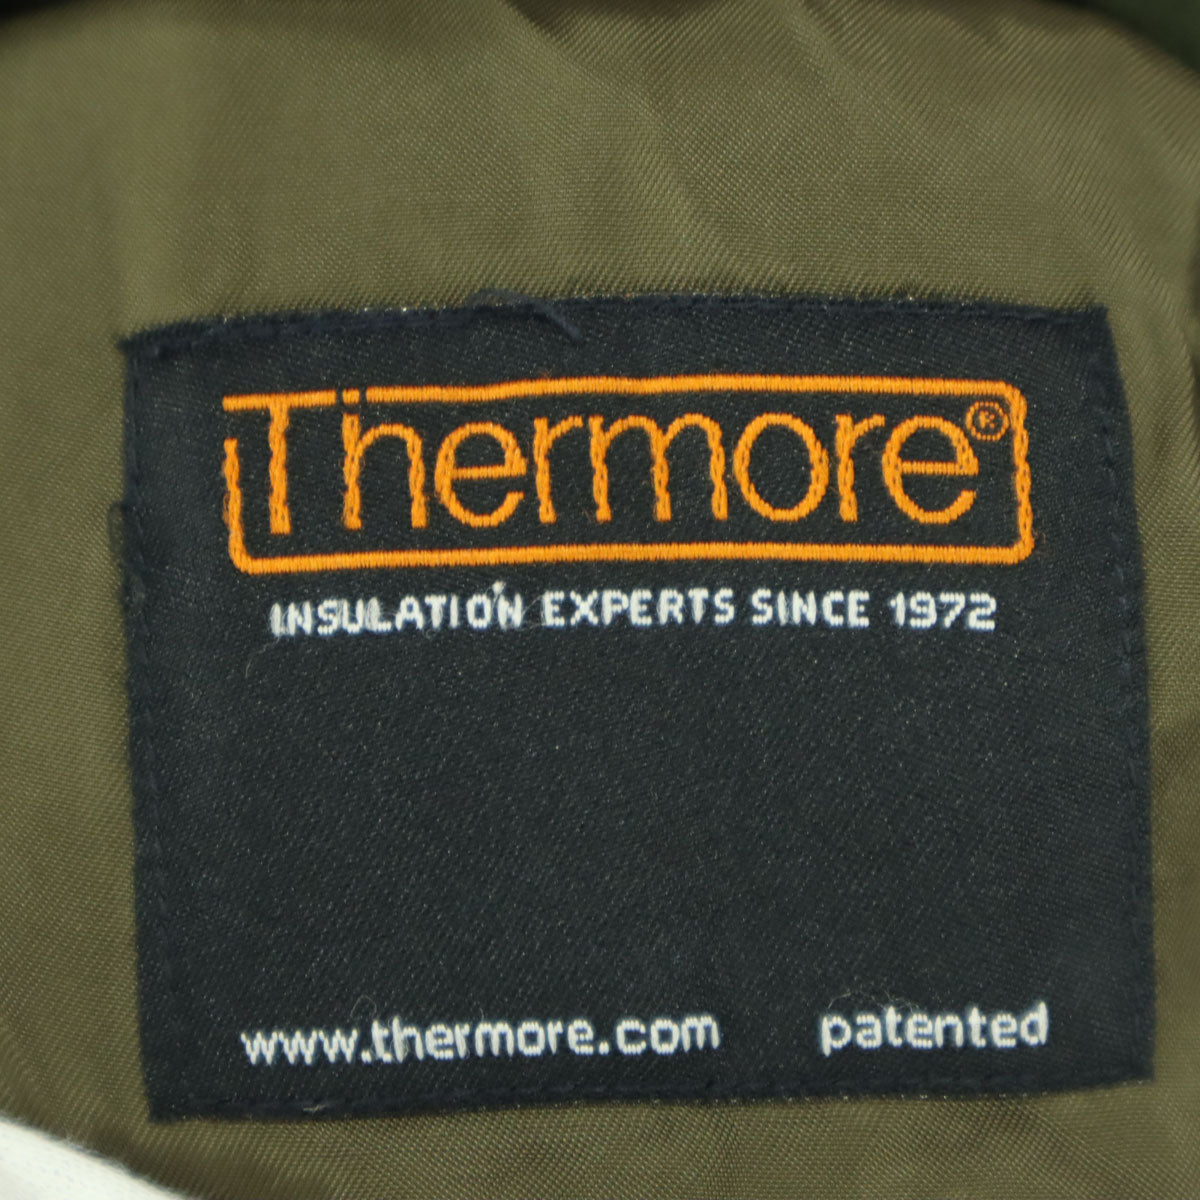 Thermore®
INSULATION EXPERTS SINCE 1972
www.thermore.com patented